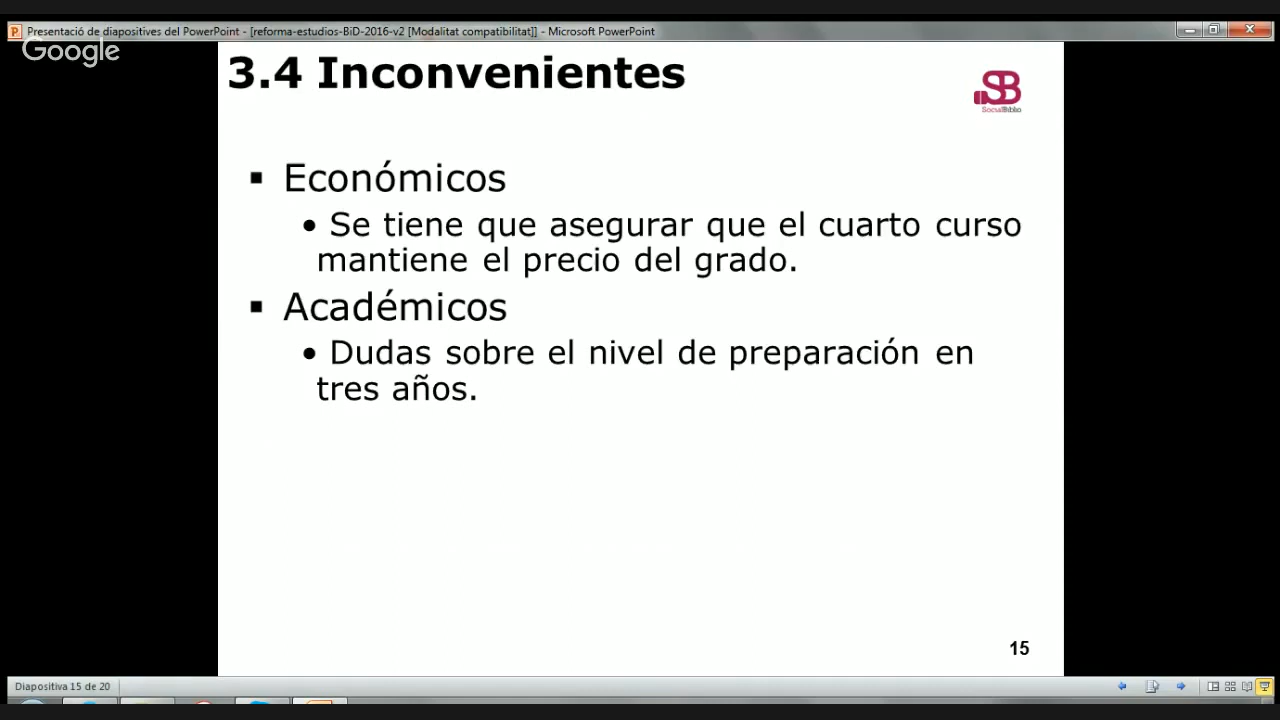 Presentació de diapositives del PowerPoint - [reforma-estudios-BiD-2016-v2 [Modalitat compatibilitat]] - Microsoft PowerPoint
Google
3.4 Inconvenientes
SB
SocialBiblio
▪ Económicos
• Se tiene que asegurar que el cuarto curso
mantiene el precio del grado.
▪ Académicos
• Dudas sobre el nivel de preparación en
tres años.
15
Diapositiva 15 de 20